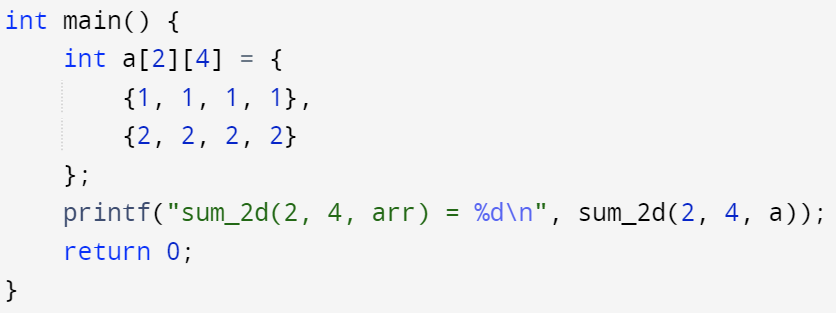 int main() {
    int a[2][4] = {
        {1, 1, 1, 1},
        {2, 2, 2, 2}
    };
    printf("sum_2d(2, 4, arr) = %d\n", sum_2d(2, 4, a));
    return 0;
}